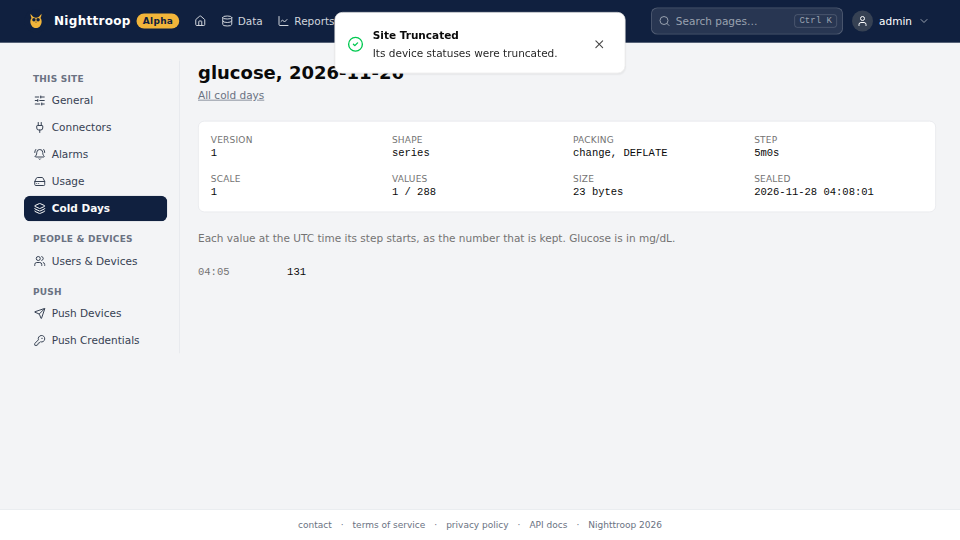 Nighttroop Alpha Data Reports Search pages... Ctrl K admin
Site Truncated
Its device statuses were truncated.
glucose, 2026-11-26
All cold days
THIS SITE
General
Connectors
Alarms
Usage
Cold Days
PEOPLE & DEVICES
Users & Devices
PUSH
Push Devices
Push Credentials
VERSION SHAPE PACKING STEP
1 series change, DEFLATE 5m0s
SCALE VALUES SIZE SEALED
1 1 / 288 23 bytes 2026-11-28 04:08:01
Each value at the UTC time its step starts, as the number that is kept. Glucose is in mg/dL.
04:05 131
contact · terms of service · privacy policy · API docs · Nighttroop 2026